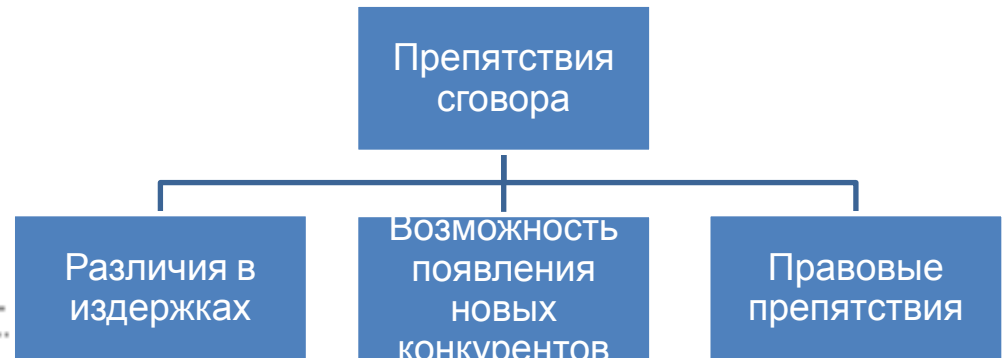 Препятствия
сговора
Различия в
издержках
Возможность
появления
новых
конкурентов
Правовые
препятствия